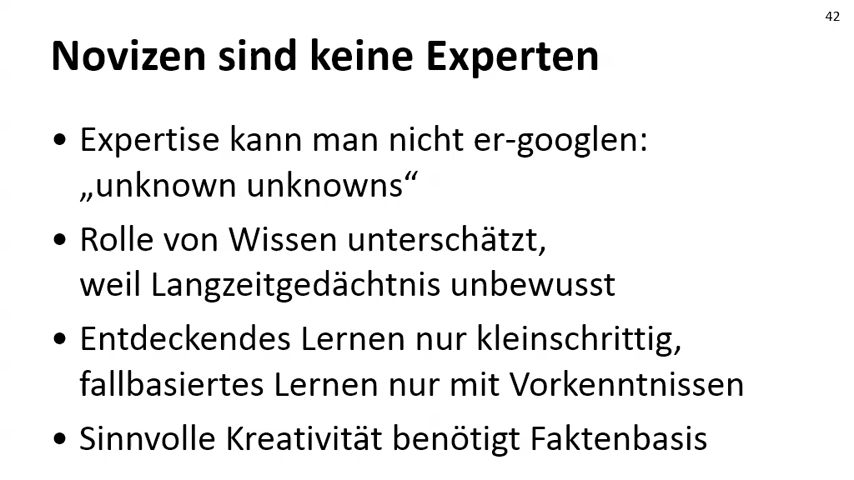 42
Novizen sind keine Experten
• Expertise kann man nicht er-googlen:
„unknown unknowns“
• Rolle von Wissen unterschätzt,
weil Langzeitgedächtnis unbewusst
• Entdeckendes Lernen nur kleinschrittig,
fallbasiertes Lernen nur mit Vorkenntnissen
• Sinnvolle Kreativität benötigt Faktenbasis